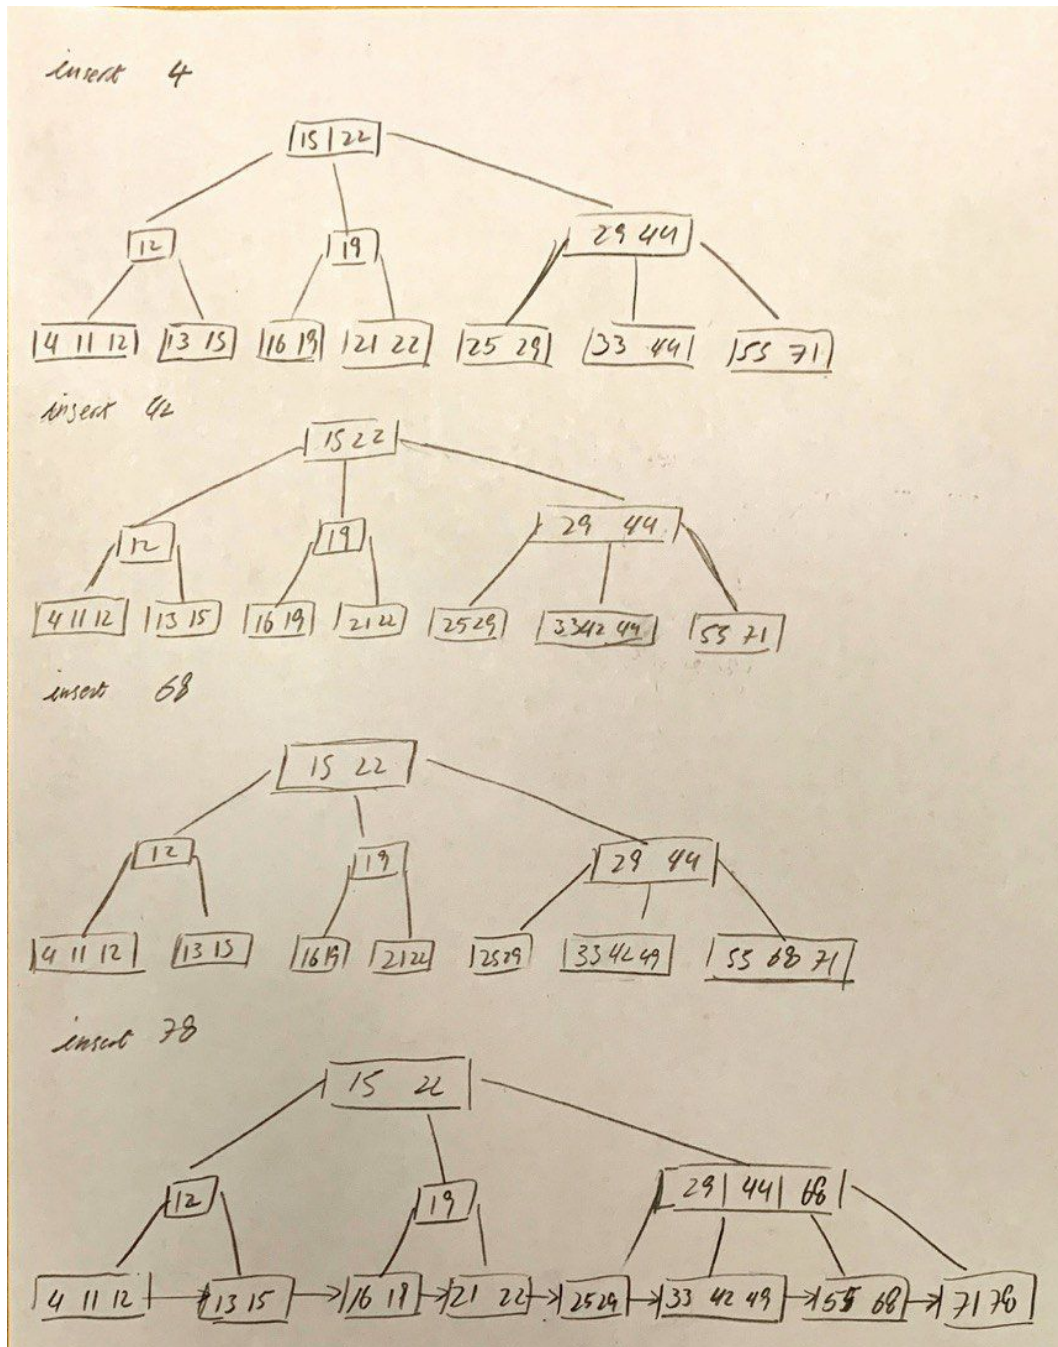 insert 4
15 | 22
12 19 29 44
4 11 12 13 15 16 19 21 22 25 29 33 44 55 71
insert 42
15 22
12 19 29 44
4 11 12 13 15 16 19 21 22 25 29 33 42 44 55 71
insert 68
15 22
12 19 29 44
4 11 12 13 15 16 19 21 22 25 29 33 42 49 55 68 71
insert 78
15 22
12 19 29 | 44 | 68
4 11 12 13 15 16 19 21 22 25 29 33 42 49 55 68 71 78